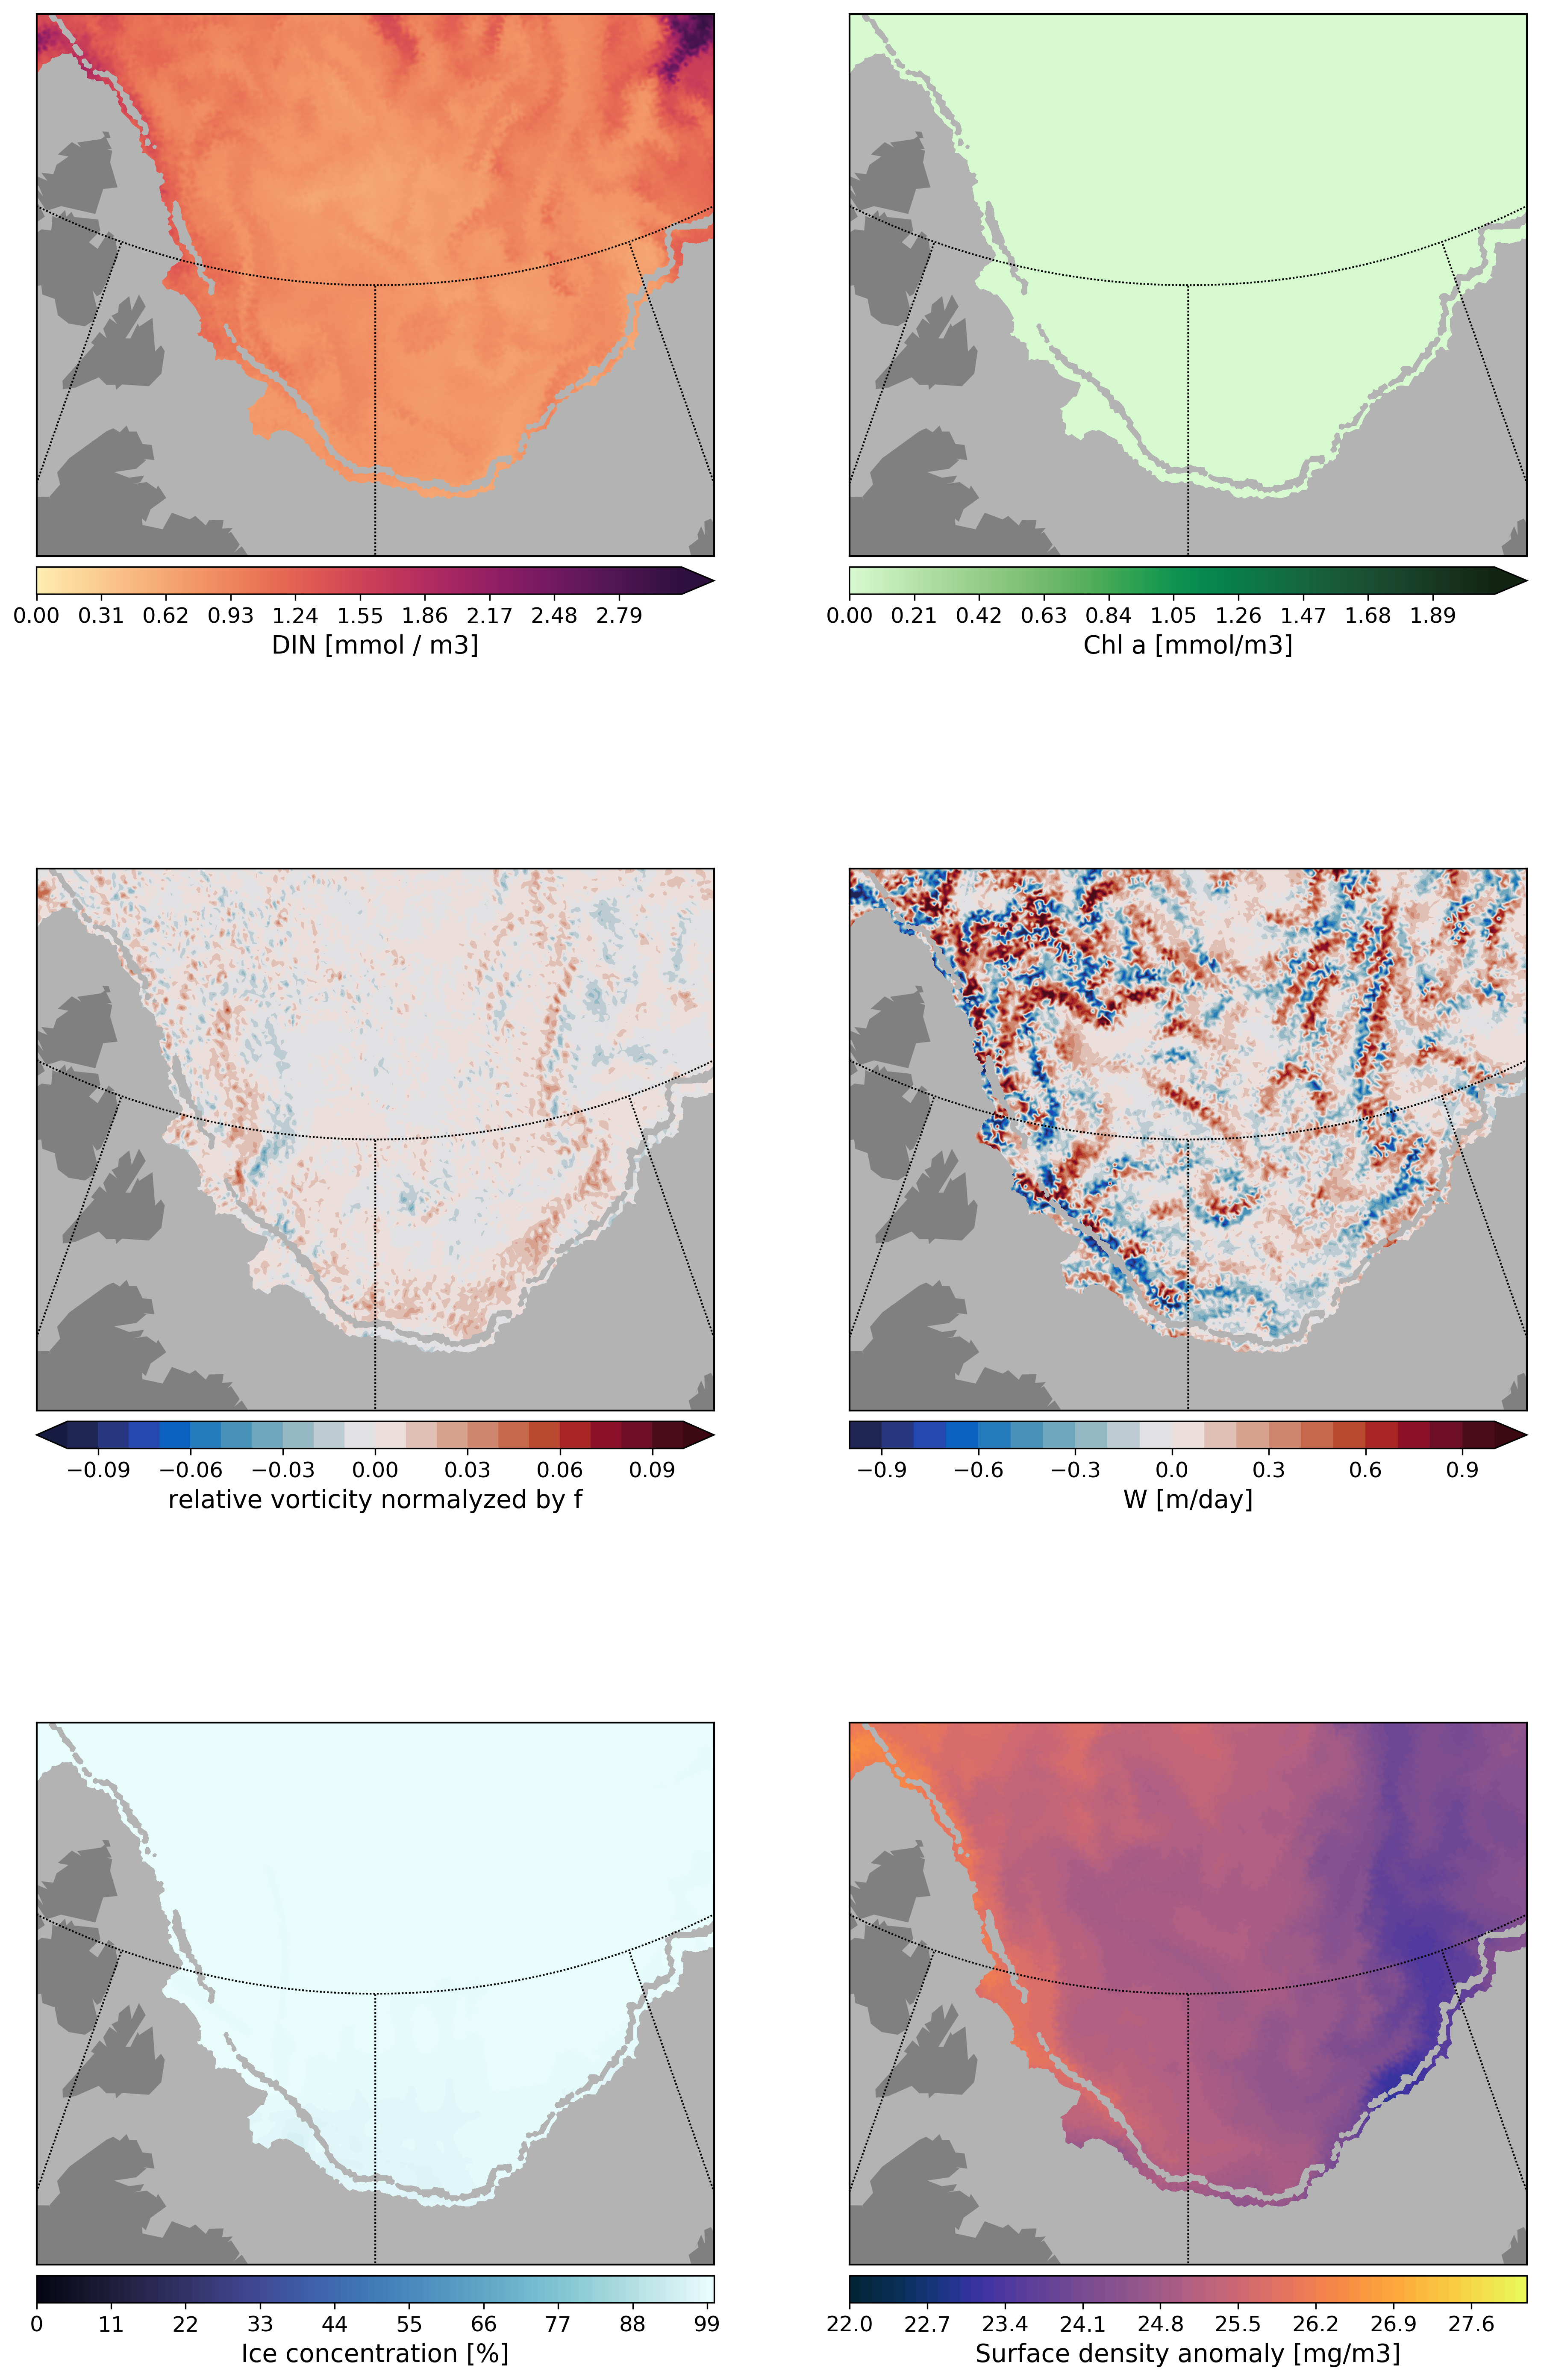 0.00 0.31 0.62 0.93 1.24 1.55 1.86 2.17 2.48 2.79
DIN [mmol / m3]
0.00 0.21 0.42 0.63 0.84 1.05 1.26 1.47 1.68 1.89
Chl a [mmol/m3]
−0.09 −0.06 −0.03 0.00 0.03 0.06 0.09
relative vorticity normalyzed by f
−0.9 −0.6 −0.3 0.0 0.3 0.6 0.9
W [m/day]
0 11 22 33 44 55 66 77 88 99
Ice concentration [%]
22.0 22.7 23.4 24.1 24.8 25.5 26.2 26.9 27.6
Surface density anomaly [mg/m3]